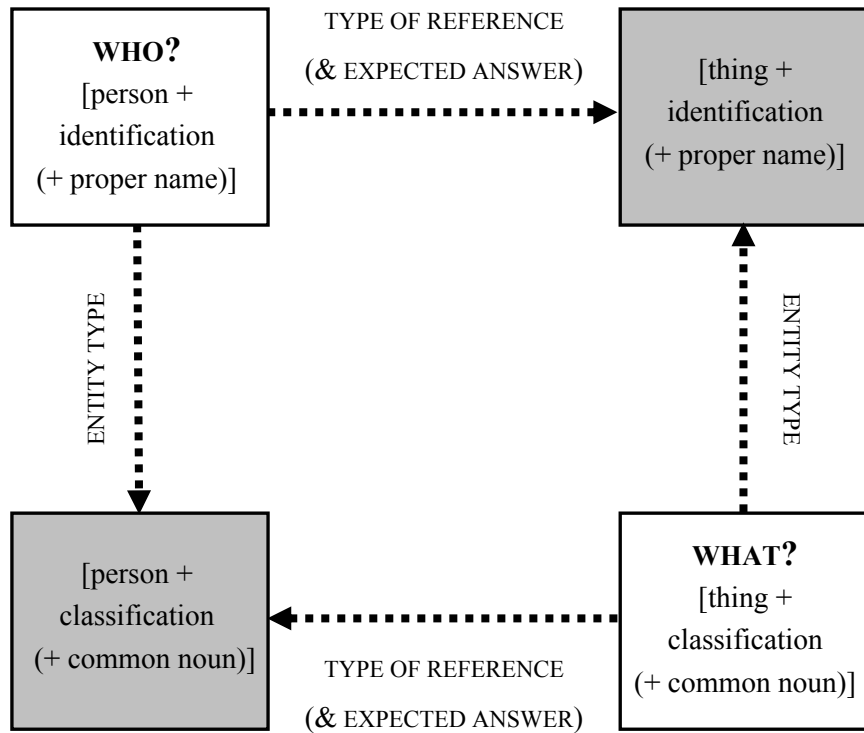 WHO?
[person +
identification
(+ proper name)]
TYPE OF REFERENCE
(& EXPECTED ANSWER)
[thing +
identification
(+ proper name)]
ENTITY TYPE
ENTITY TYPE
[person +
classification
(+ common noun)]
TYPE OF REFERENCE
(& EXPECTED ANSWER)
WHAT?
[thing +
classification
(+ common noun)]